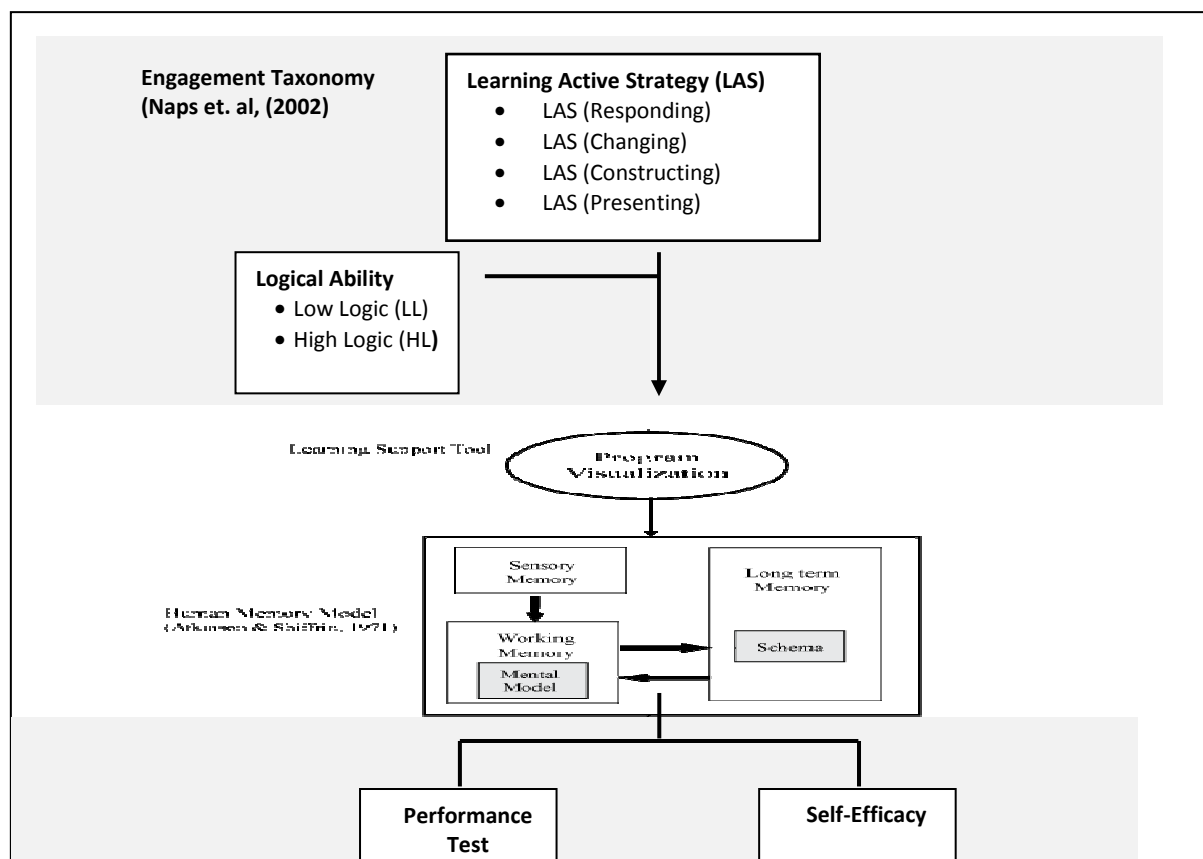 Engagement Taxonomy
(Naps et. al, (2002)
Learning Active Strategy (LAS)
• LAS (Responding)
• LAS (Changing)
• LAS (Constructing)
• LAS (Presenting)
Logical Ability
• Low Logic (LL)
• High Logic (HL)
Learning Support Tool
Program
Visualization
Sensory
Memory
Long term
Memory
Human Memory Model
(Atkinson & Shiffrin, 1971)
Working
Memory
Schema
Mental
Model
Performance
Test
Self-Efficacy